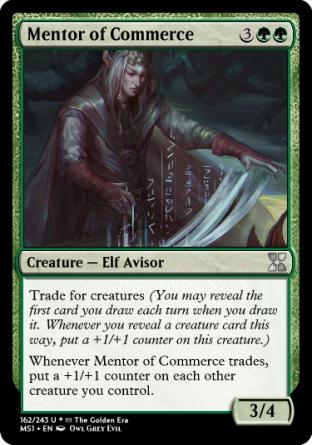 Mentor of Commerce 3
Creature — Elf Avisor
Trade for creatures (You may reveal the
first card you draw each turn when you draw
it. Whenever you reveal a creature card this
way, put a +1/+1 counter on this creature.)
Whenever Mentor of Commerce trades,
put a +1/+1 counter on each other
creature you control.
3/4
162/243 U * The Golden Era
MS1 • EN Owl Grey Evil